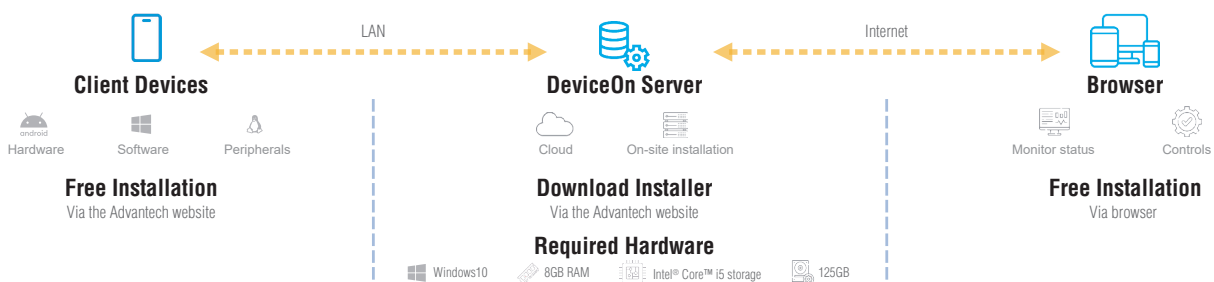 LAN
Internet
Client Devices
DeviceOn Server
Browser
android
Hardware
Software
Peripherals
Cloud
On-site installation
Monitor status
Controls
Free Installation
Via the Advantech website
Download Installer
Via the Advantech website
Free Installation
Via browser
Required Hardware
Windows10
8GB RAM
Intel® Core™ i5 storage
125GB